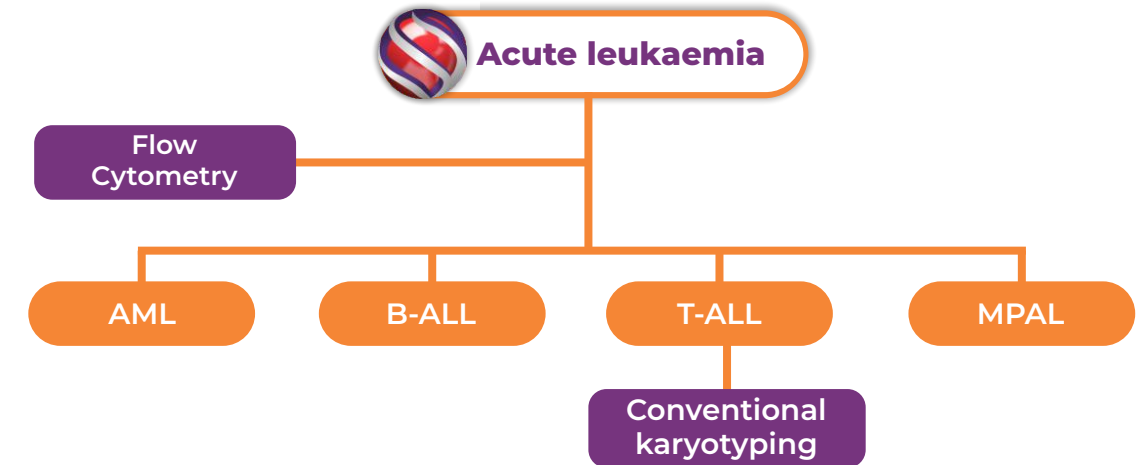 Acute leukaemia
Flow
Cytometry
AML
B-ALL
T-ALL
MPAL
Conventional
karyotyping